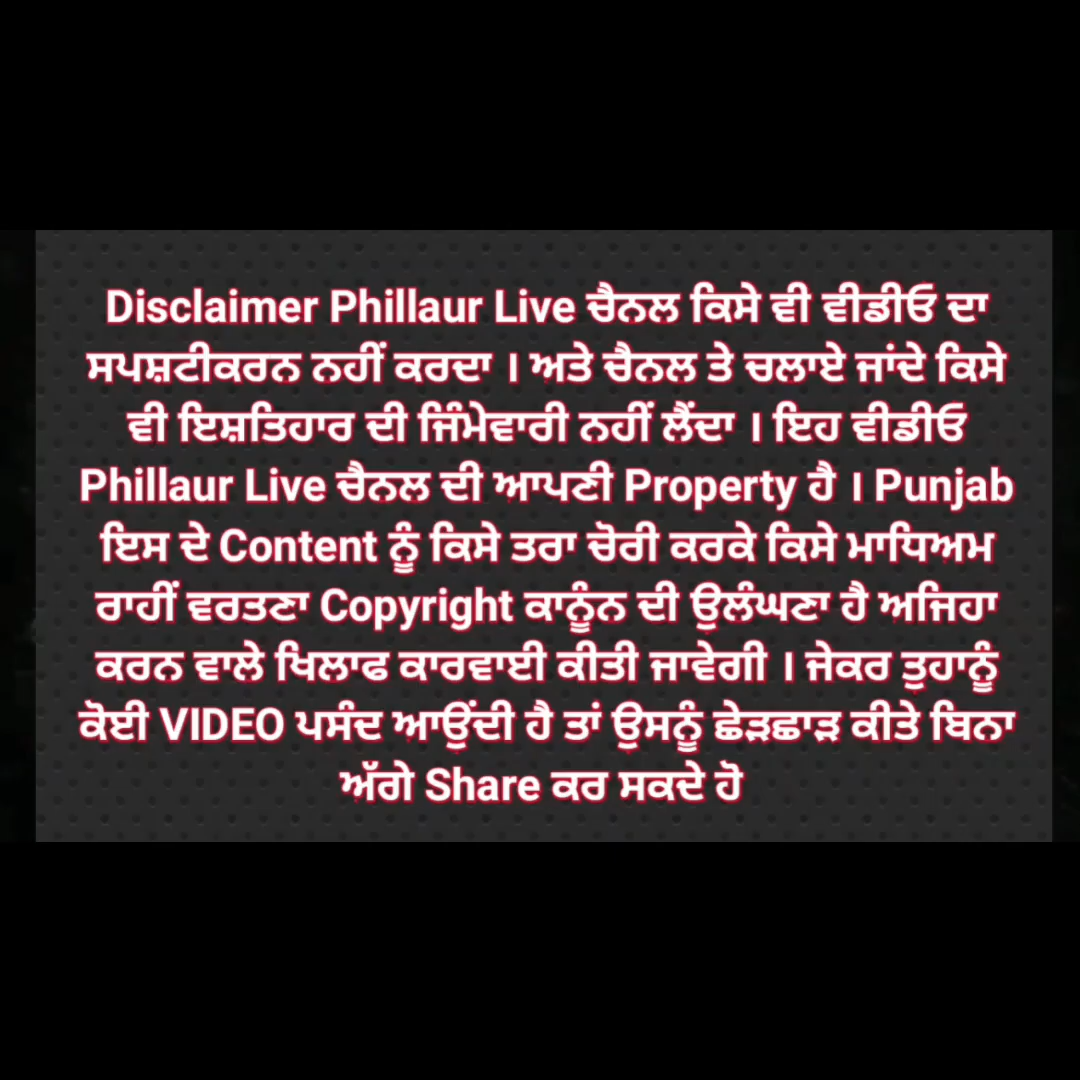 Disclaimer Phillaur Live ਚੈਨਲ ਕਿਸੇ ਵੀ ਵੀਡੀਓ ਦਾ
ਸਪਸ਼ਟੀਕਰਨ ਨਹੀਂ ਕਰਦਾ । ਅਤੇ ਚੈਨਲ ਤੇ ਚਲਾਏ ਜਾਂਦੇ ਕਿਸੇ
ਵੀ ਇਸ਼ਤਿਹਾਰ ਦੀ ਜਿੰਮੇਵਾਰੀ ਨਹੀਂ ਲੈਂਦਾ । ਇਹ ਵੀਡੀਓ
Phillaur Live ਚੈਨਲ ਦੀ ਆਪਣੀ Property ਹੈ । Punjab
ਇਸ ਦੇ Content ਨੂੰ ਕਿਸੇ ਤਰਾ ਚੋਰੀ ਕਰਕੇ ਕਿਸੇ ਮਾਧਿਅਮ
ਰਾਹੀਂ ਵਰਤਣਾ Copyright ਕਾਨੂੰਨ ਦੀ ਉਲੰਘਣਾ ਹੈ ਅਜਿਹਾ
ਕਰਨ ਵਾਲੇ ਖਿਲਾਫ ਕਾਰਵਾਈ ਕੀਤੀ ਜਾਵੇਗੀ । ਜੇਕਰ ਤੁਹਾਨੂੰ
ਕੋਈ VIDEO ਪਸੰਦ ਆਉਂਦੀ ਹੈ ਤਾਂ ਉਸਨੂੰ ਛੇੜਛਾੜ ਕੀਤੇ ਬਿਨਾ
ਅੱਗੇ Share ਕਰ ਸਕਦੇ ਹੋ